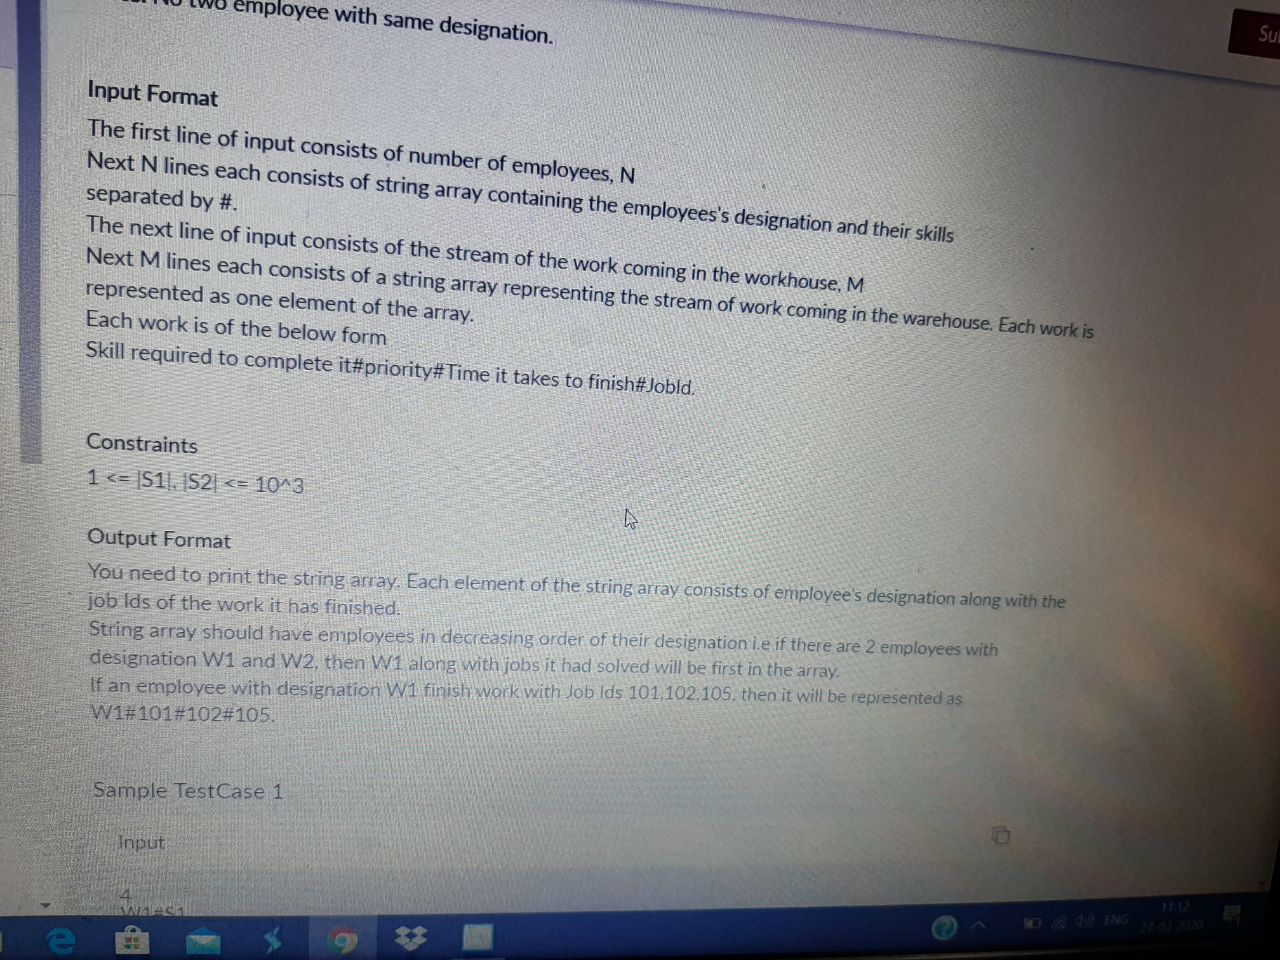 No two employee with same designation.
Su
Input Format
The first line of input consists of number of employees, N
Next N lines each consists of string array containing the employees's designation and their skills
separated by #.
The next line of input consists of the stream of the work coming in the workhouse, M
Next M lines each consists of a string array representing the stream of work coming in the warehouse. Each work is
represented as one element of the array.
Each work is of the below form
Skill required to complete it#priority#Time it takes to finish#JobId.
Constraints
1 <= |S1|, |S2| <= 10^3
Output Format
You need to print the string array. Each element of the string array consists of employee's designation along with the
job Ids of the work it has finished.
String array should have employees in decreasing order of their designation i.e if there are 2 employees with
designation W1 and W2, then W1 along with jobs it had solved will be first in the array.
If an employee with designation W1 finish work with Job Ids 101,102,105, then it will be represented as
W1#101#102#105.
Sample TestCase 1
Input
4
W1#S1
ENG
11:12
27-03-2020